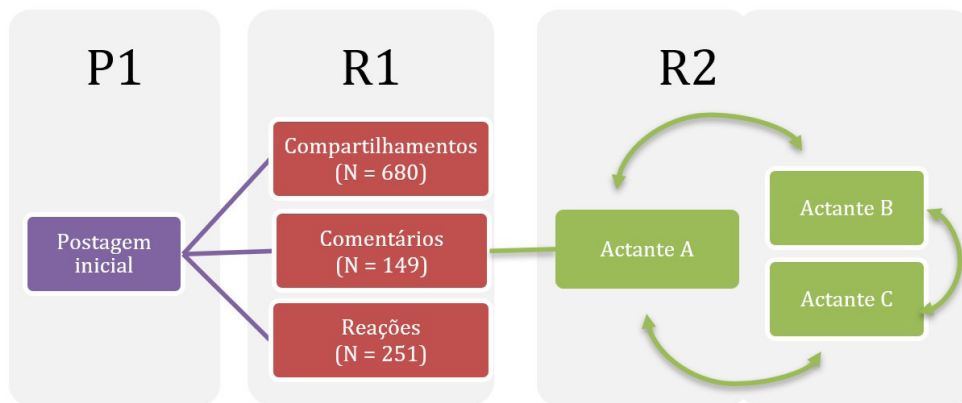 P1
Postagem
inicial
R1
Compartilhamentos
(N = 680)
Comentários
(N = 149)
Reações
(N = 251)
R2
Actante A
Actante B
Actante C